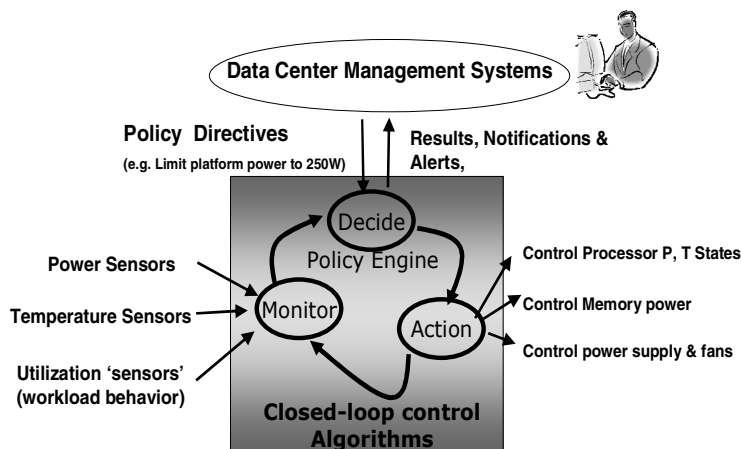 Data Center Management Systems
Policy Directives
(e.g. Limit platform power to 250W)
Results, Notifications &
Alerts,
Decide
Policy Engine
Monitor
Action
Power Sensors
Temperature Sensors
Utilization ‘sensors’
(workload behavior)
Control Processor P, T States
Control Memory power
Control power supply & fans
Closed-loop control
Algorithms